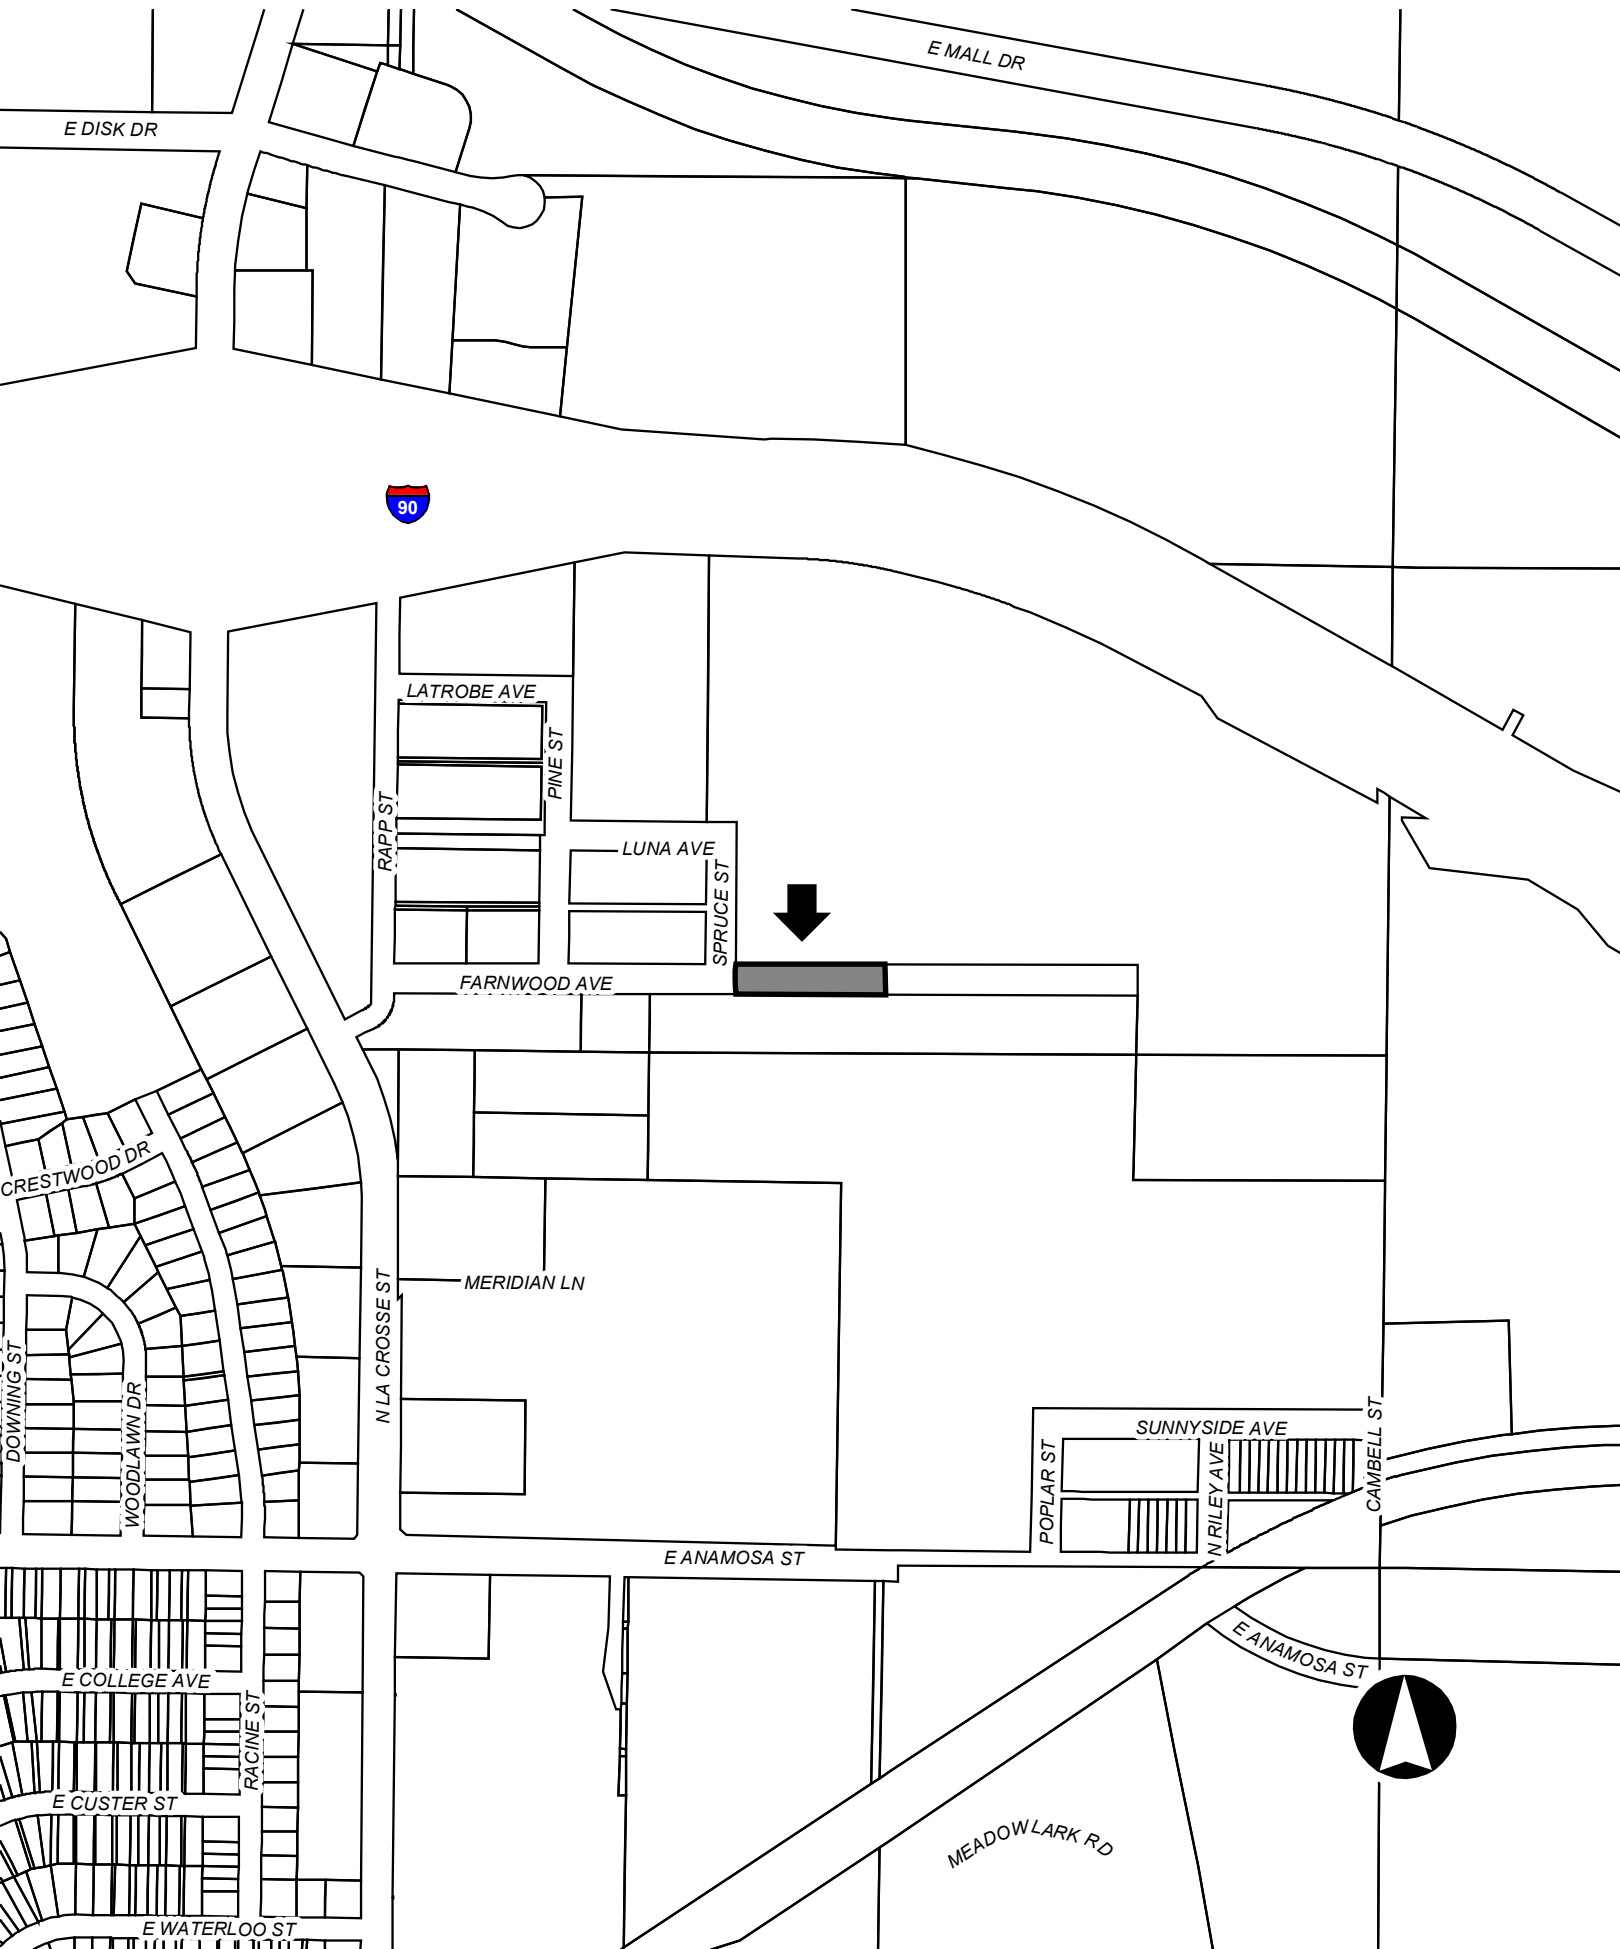 E MALL DR
E DISK DR
90
LATROBE AVE
PINE ST
RAPP ST
LUNA AVE
SPRUCE ST
FARNWOOD AVE
CRESTWOOD DR
MERIDIAN LN
N LA CROSSE ST
DOWNING ST
WOODLAWN DR
SUNNYSIDE AVE
CAMBELL ST
POPLAR ST
N RILEY AVE
E ANAMOSA ST
E ANAMOSA ST
E COLLEGE AVE
RACINE ST
E CUSTER ST
MEADOWLARK RD
E WATERLOO ST